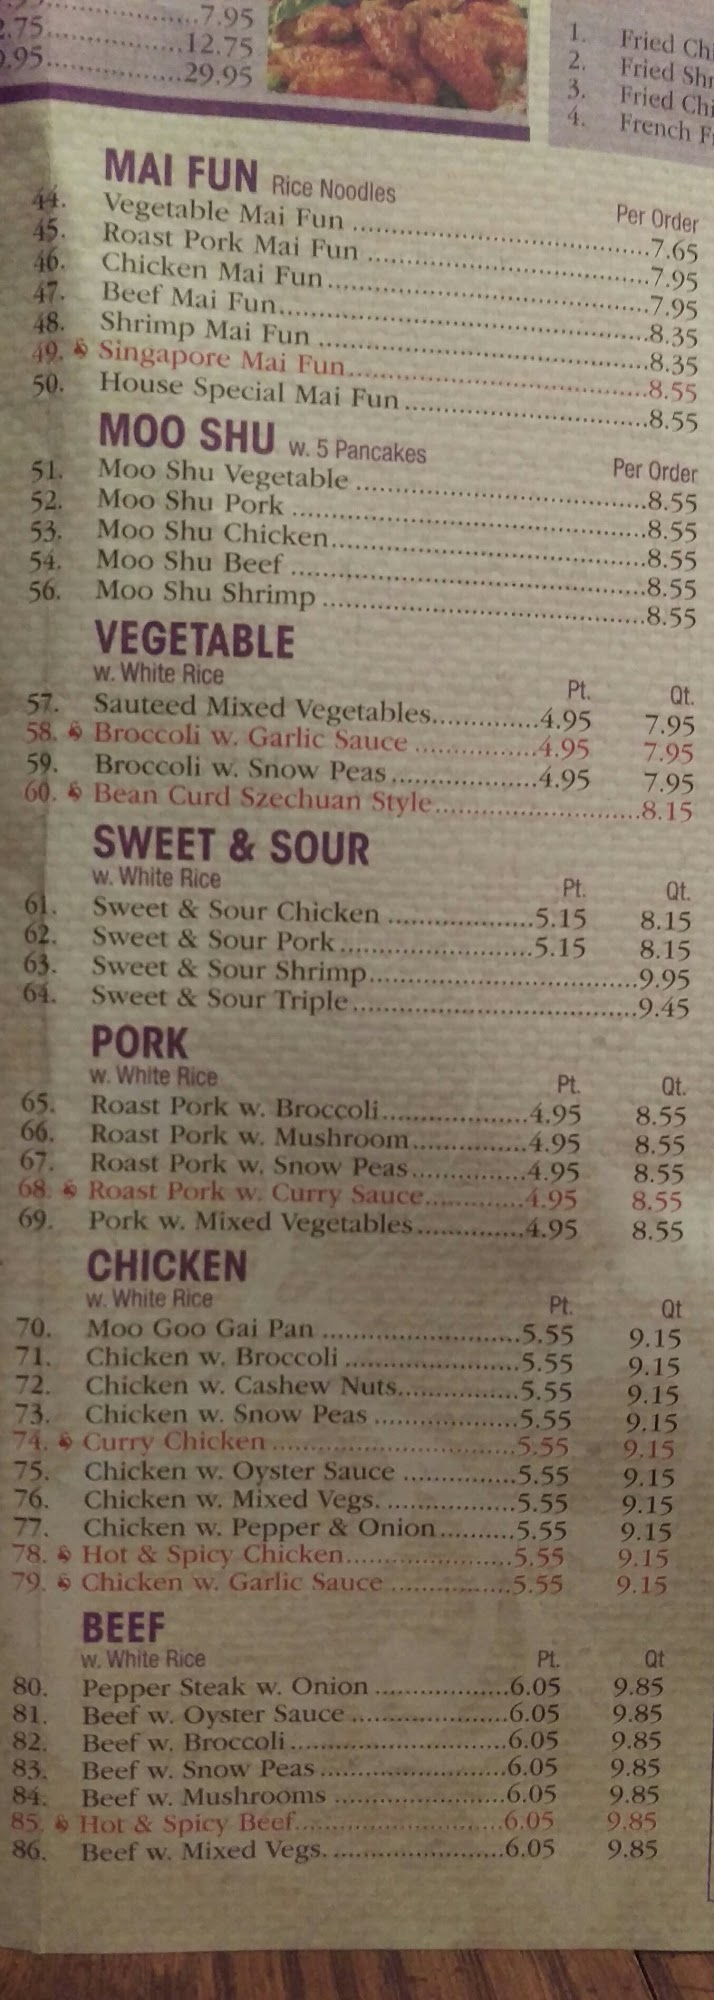 7.95
2.75...............12.75
.95...............29.95
1. Fried
2. Fried
3. Fried
4. French
MAI FUN Rice Noodles
Per Order
44. Vegetable Mai Fun ...............7.65
45. Roast Pork Mai Fun ...............7.95
46. Chicken Mai Fun ...............7.95
47. Beef Mai Fun ...............8.35
48. Shrimp Mai Fun ...............8.35
49. Singapore Mai Fun ...............8.55
50. House Special Mai Fun ...............8.55
MOO SHU w. 5 Pancakes
Per Order
51. Moo Shu Vegetable ...............8.55
52. Moo Shu Pork ...............8.55
53. Moo Shu Chicken ...............8.55
54. Moo Shu Beef ...............8.55
56. Moo Shu Shrimp ...............8.55
VEGETABLE
w. White Rice Pt. Qt.
57. Sauteed Mixed Vegetables...............4.95 7.95
58. Broccoli w. Garlic Sauce ...............4.95 7.95
59. Broccoli w. Snow Peas ...............4.95 7.95
60. Bean Curd Szechuan Style...............8.15
SWEET & SOUR
w. White Rice Pt. Qt.
61. Sweet & Sour Chicken ...............5.15 8.15
62. Sweet & Sour Pork ...............5.15 8.15
63. Sweet & Sour Shrimp...............9.95
64. Sweet & Sour Triple...............9.45
PORK
w. White Rice Pt. Qt.
65. Roast Pork w. Broccoli...............4.95 8.55
66. Roast Pork w. Mushroom...............4.95 8.55
67. Roast Pork w. Snow Peas...............4.95 8.55
68. Roast Pork w. Curry Sauce...............4.95 8.55
69. Pork w. Mixed Vegetables...............4.95 8.55
CHICKEN
w. White Rice Pt. Qt
70. Moo Goo Gai Pan ...............5.55 9.15
71. Chicken w. Broccoli ...............5.55 9.15
72. Chicken w. Cashew Nuts...............5.55 9.15
73. Chicken w. Snow Peas ...............5.55 9.15
74. Curry Chicken ...............5.55 9.15
75. Chicken w. Oyster Sauce ...............5.55 9.15
76. Chicken w. Mixed Vegs. ...............5.55 9.15
77. Chicken w. Pepper & Onion...............5.55 9.15
78. Hot & Spicy Chicken...............5.55 9.15
79. Chicken w. Garlic Sauce ...............5.55 9.15
BEEF
w. White Rice Pt. Qt
80. Pepper Steak w. Onion ...............6.05 9.85
81. Beef w. Oyster Sauce ...............6.05 9.85
82. Beef w. Broccoli...............6.05 9.85
83. Beef w. Snow Peas ...............6.05 9.85
84. Beef w. Mushrooms ...............6.05 9.85
85. Hot & Spicy Beef...............6.05 9.85
86. Beef w. Mixed Vegs. ...............6.05 9.85